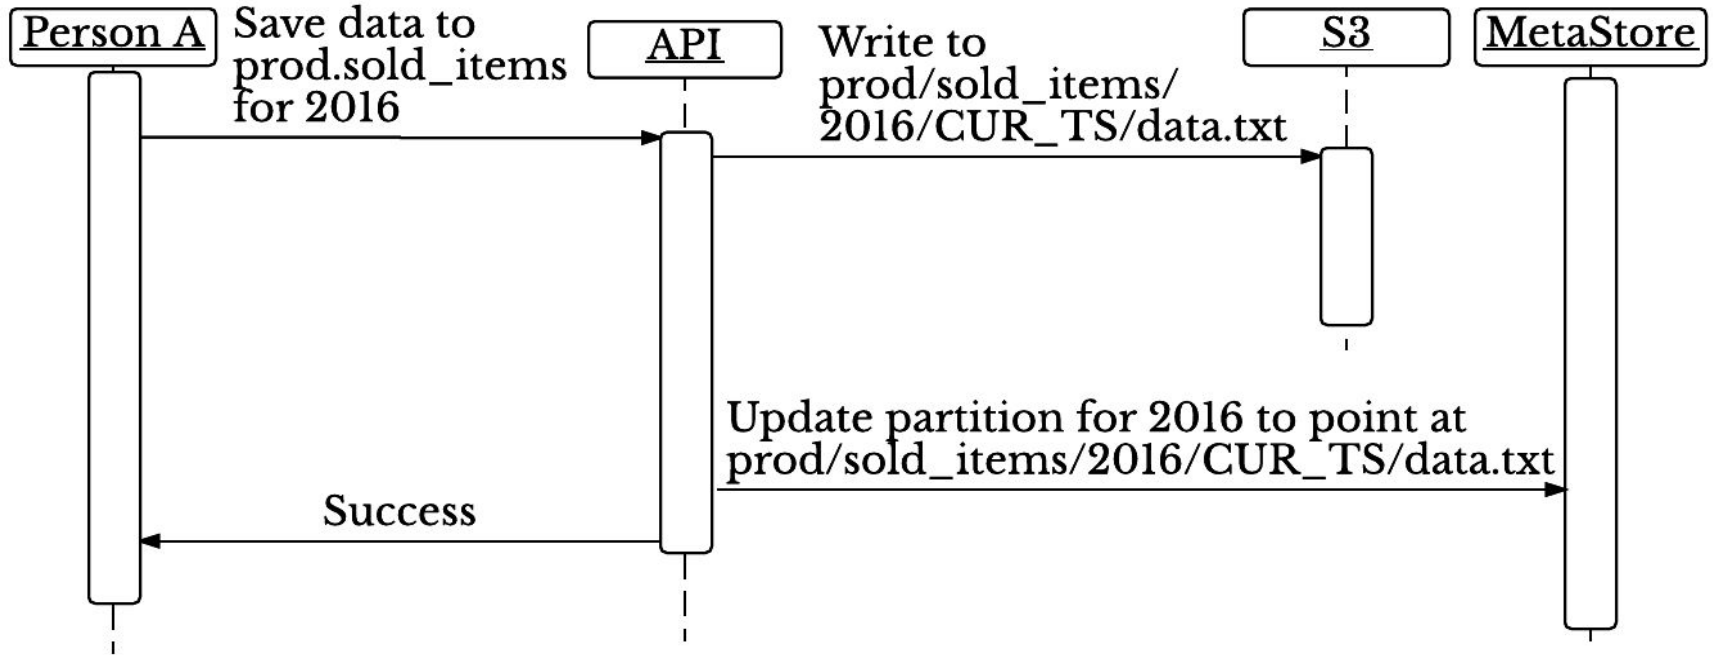 Person A
Save data to
prod.sold_items
for 2016
API
Write to
prod/sold_items/
2016/CUR_TS/data.txt
S3
MetaStore
Update partition for 2016 to point at
prod/sold_items/2016/CUR_TS/data.txt
Success